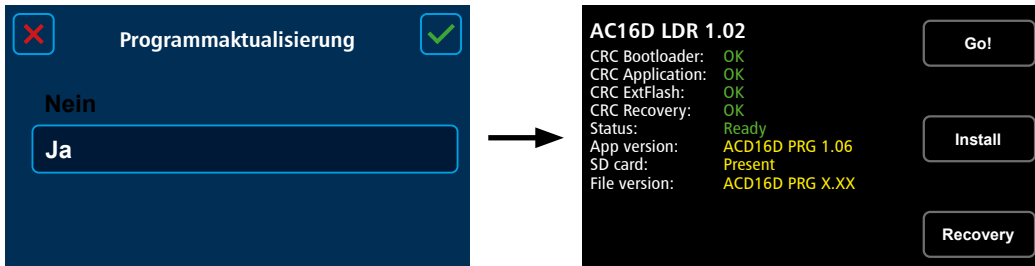 Programmaktualisierung
Nein
Ja
AC16D LDR 1.02
CRC Bootloader: OK
CRC Application: OK
CRC ExtFlash: OK
CRC Recovery: OK
Status: Ready
App version: ACD16D PRG 1.06
SD card: Present
File version: ACD16D PRG X.XX
Go!
Install
Recovery